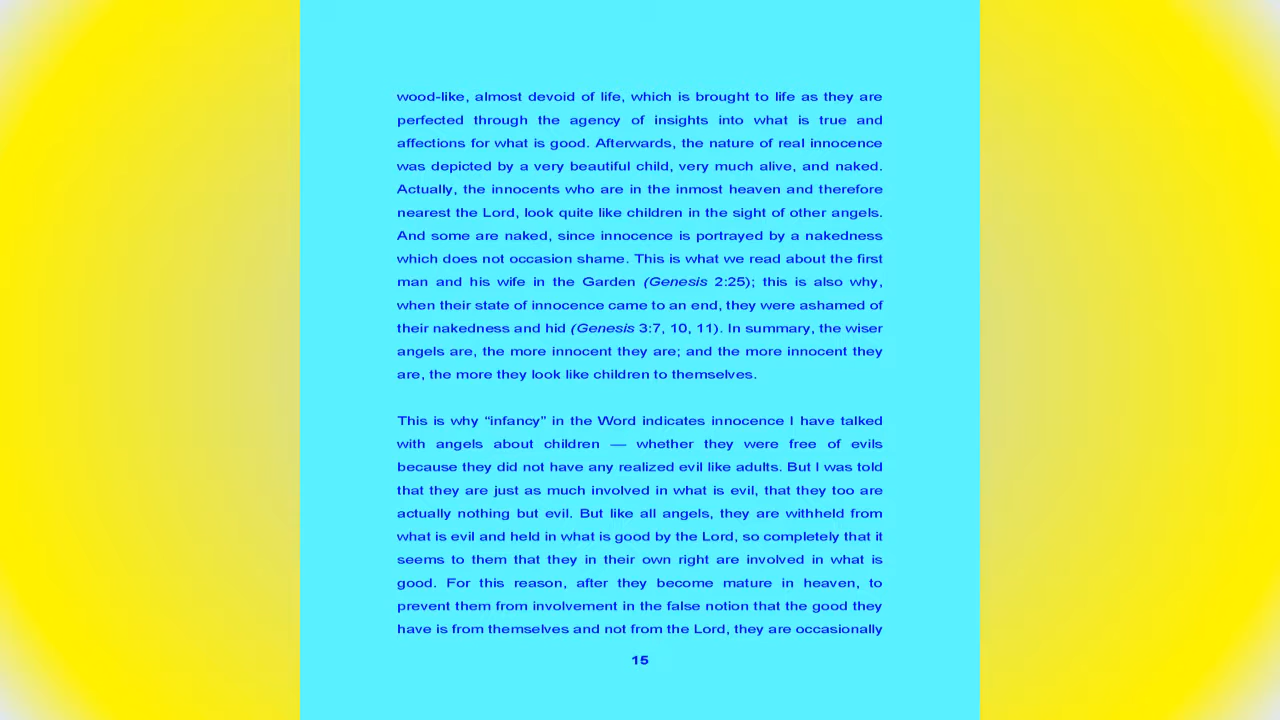 wood-like, almost devoid of life, which is brought to life as they are
perfected through the agency of insights into what is true and
affections for what is good. Afterwards, the nature of real innocence
was depicted by a very beautiful child, very much alive, and naked.
Actually, the innocents who are in the inmost heaven and therefore
nearest the Lord, look quite like children in the sight of other angels.
And some are naked, since innocence is portrayed by a nakedness
which does not occasion shame. This is what we read about the first
man and his wife in the Garden (Genesis 2:25); this is also why,
when their state of innocence came to an end, they were ashamed of
their nakedness and hid (Genesis 3:7, 10, 11). In summary, the wiser
angels are, the more innocent they are; and the more innocent they
are, the more they look like children to themselves.
This is why “infancy” in the Word indicates innocence I have talked
with angels about children — whether they were free of evils
because they did not have any realized evil like adults. But I was told
that they are just as much involved in what is evil, that they too are
actually nothing but evil. But like all angels, they are withheld from
what is evil and held in what is good by the Lord, so completely that it
seems to them that they in their own right are involved in what is
good. For this reason, after they become mature in heaven, to
prevent them from involvement in the false notion that the good they
have is from themselves and not from the Lord, they are occasionally
15